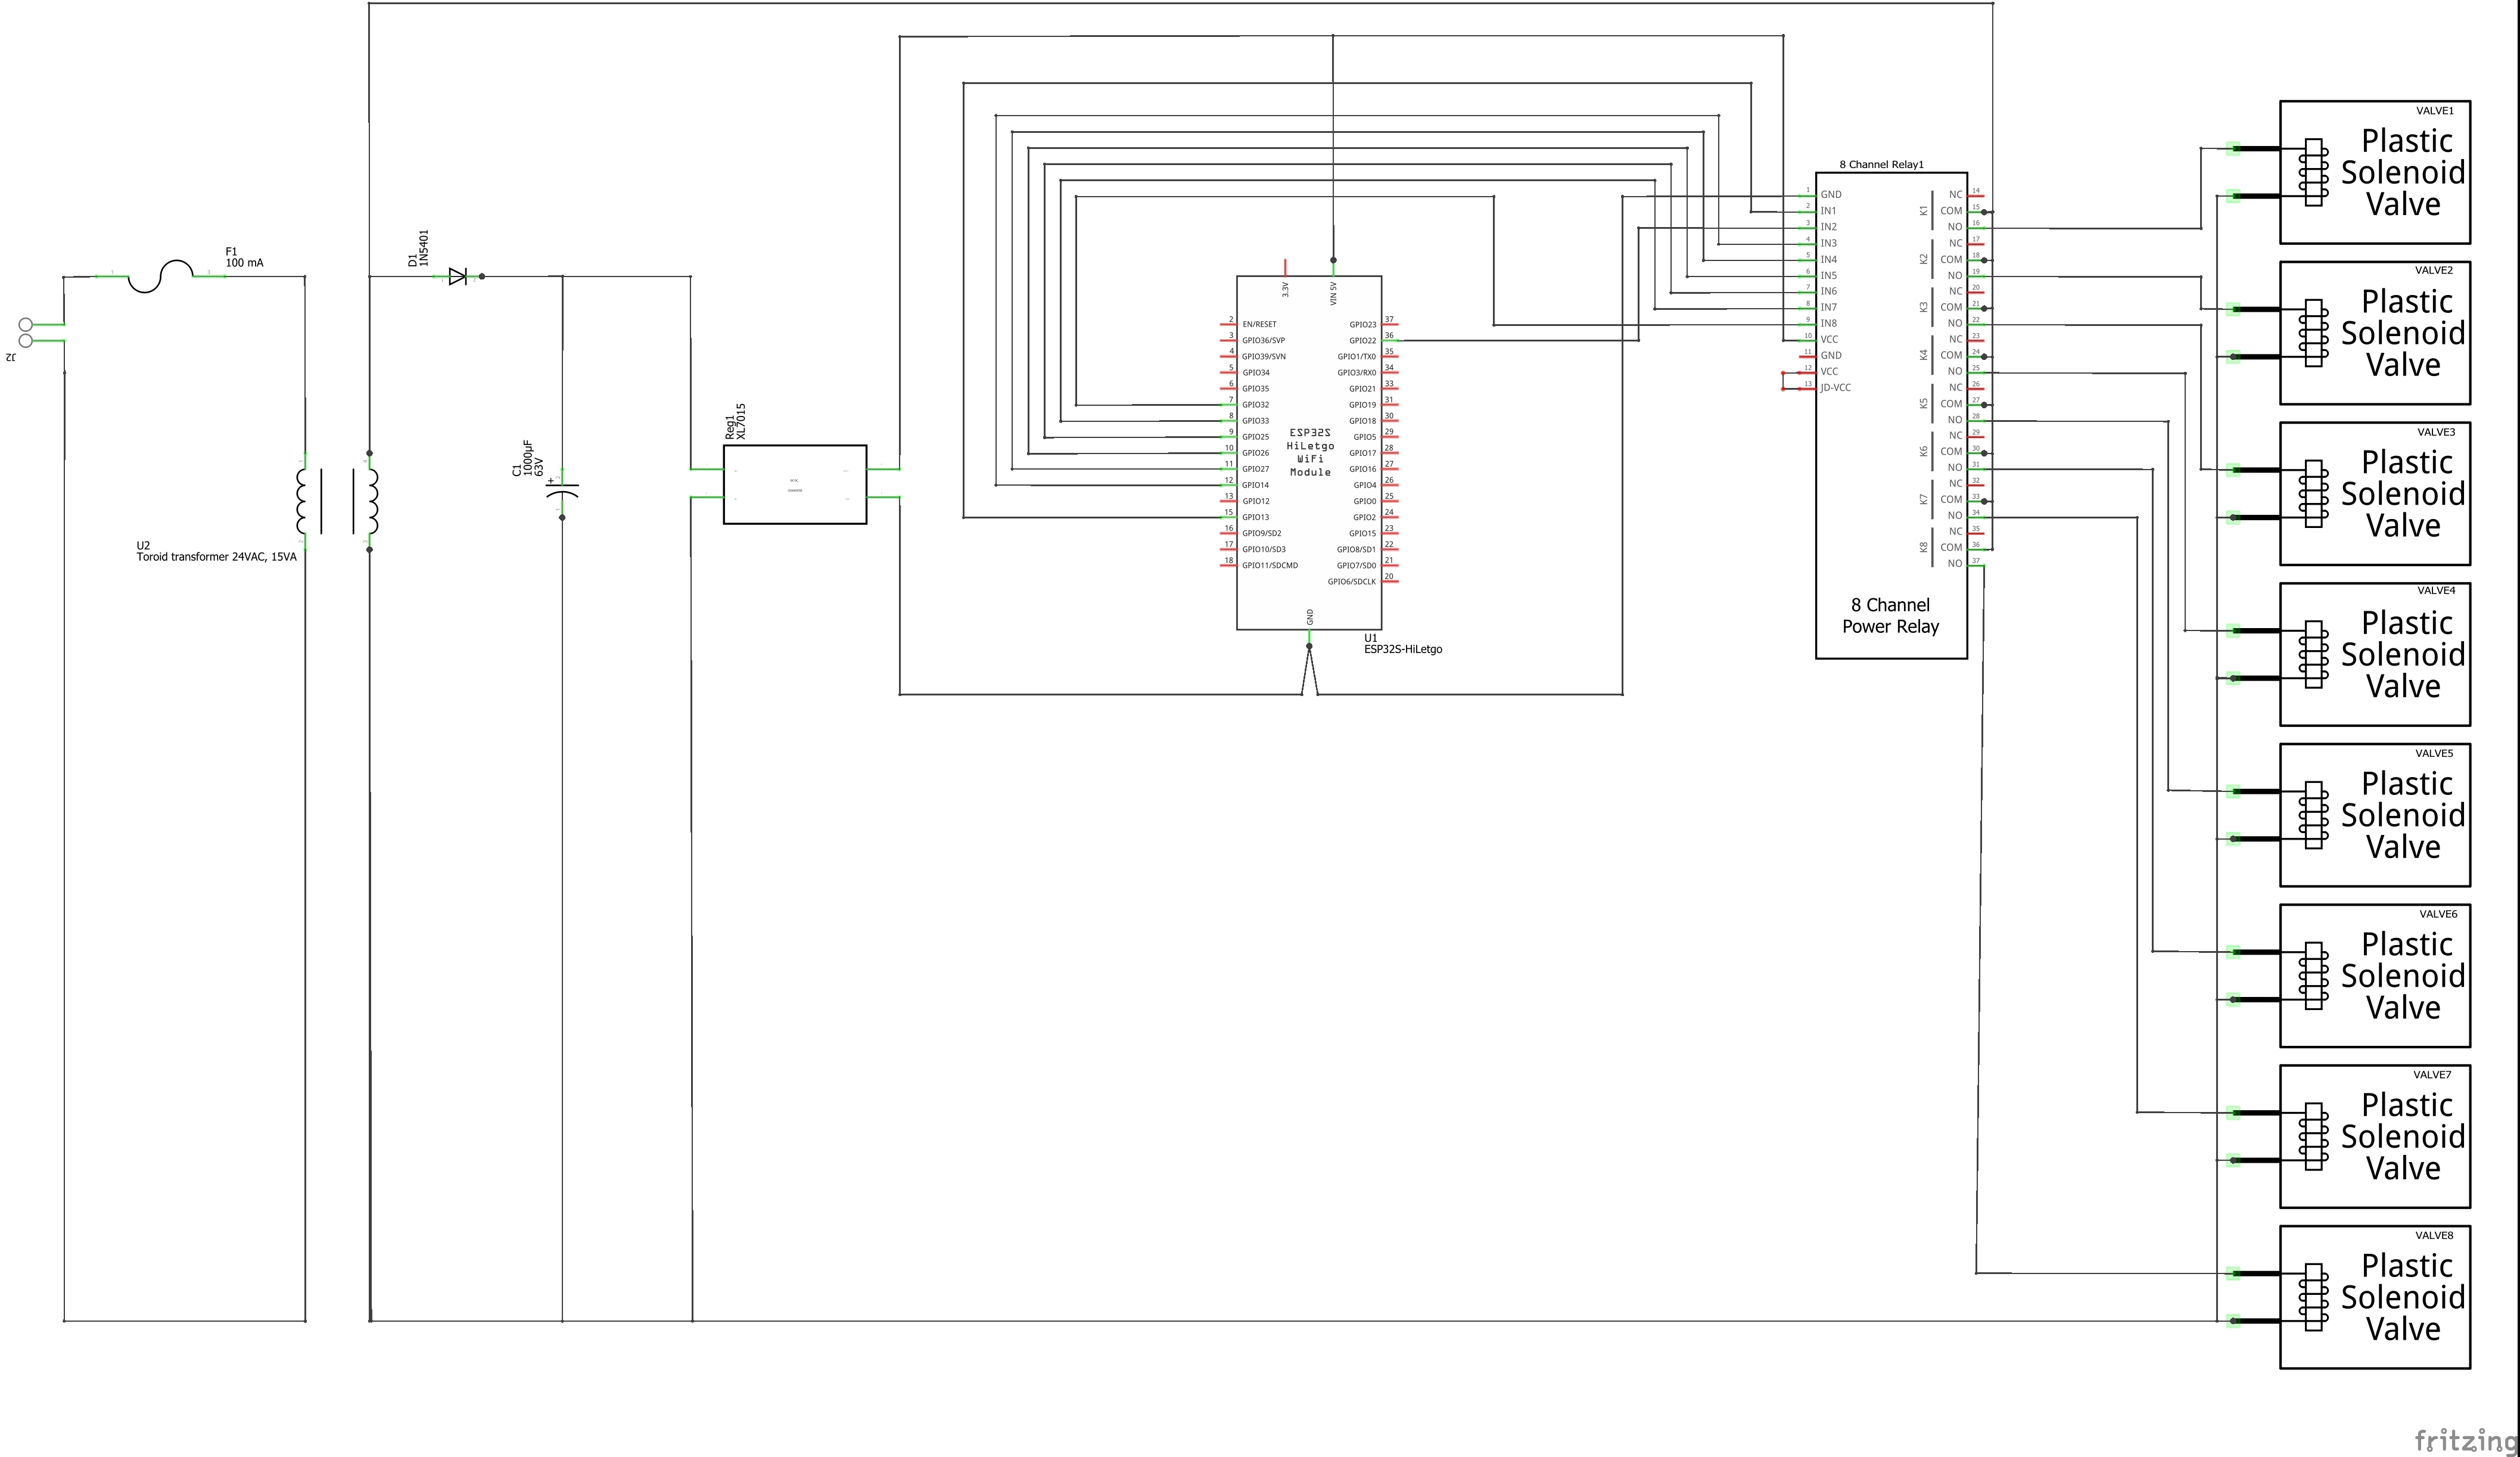 F1
100 mA
J2
U2
Toroid transformer 24VAC, 15VA
D1
1N5401
C1
1000µF
63V
+
Reg1
XL7015
3.3V
VIN 5V
2 EN/RESET
3 GPIO36/SVP
4 GPIO39/SVN
5 GPIO34
6 GPIO35
7 GPIO32
8 GPIO33
9 GPIO25
10 GPIO26
11 GPIO27
12 GPIO14
13 GPIO12
15 GPIO13
16 GPIO9/SD2
17 GPIO10/SD3
18 GPIO11/SDCMD
ESP32S
HiLetgo
WiFi
Module
GPIO23 37
GPIO22 36
GPIO1/TX0 35
GPIO3/RX0 34
GPIO21 33
GPIO19 31
GPIO18 30
GPIO5 29
GPIO17 28
GPIO16 27
GPIO4 26
GPIO0 25
GPIO2 24
GPIO15 23
GPIO8/SD1 22
GPIO7/SD0 21
GPIO6/SDCLK 20
GND
U1
ESP32S-HiLetgo
8 Channel Relay1
1 GND
2 IN1
3 IN2
4 IN3
5 IN4
6 IN5
7 IN6
8 IN7
9 IN8
10 VCC
11 GND
12 VCC
13 JD-VCC
K1
NC 14
COM 15
NO 16
K2
NC 17
COM 18
NO 19
K3
NC 20
COM 21
NO 22
K4
NC 23
COM 24
NO 25
K5
NC 26
COM 27
NO 28
K6
NC 29
COM 30
NO 31
K7
NC 32
COM 33
NO 34
K8
NC 35
COM 36
NO 37
8 Channel
Power Relay
VALVE1
Plastic
Solenoid
Valve
VALVE2
Plastic
Solenoid
Valve
VALVE3
Plastic
Solenoid
Valve
VALVE4
Plastic
Solenoid
Valve
VALVE5
Plastic
Solenoid
Valve
VALVE6
Plastic
Solenoid
Valve
VALVE7
Plastic
Solenoid
Valve
VALVE8
Plastic
Solenoid
Valve
fritzing